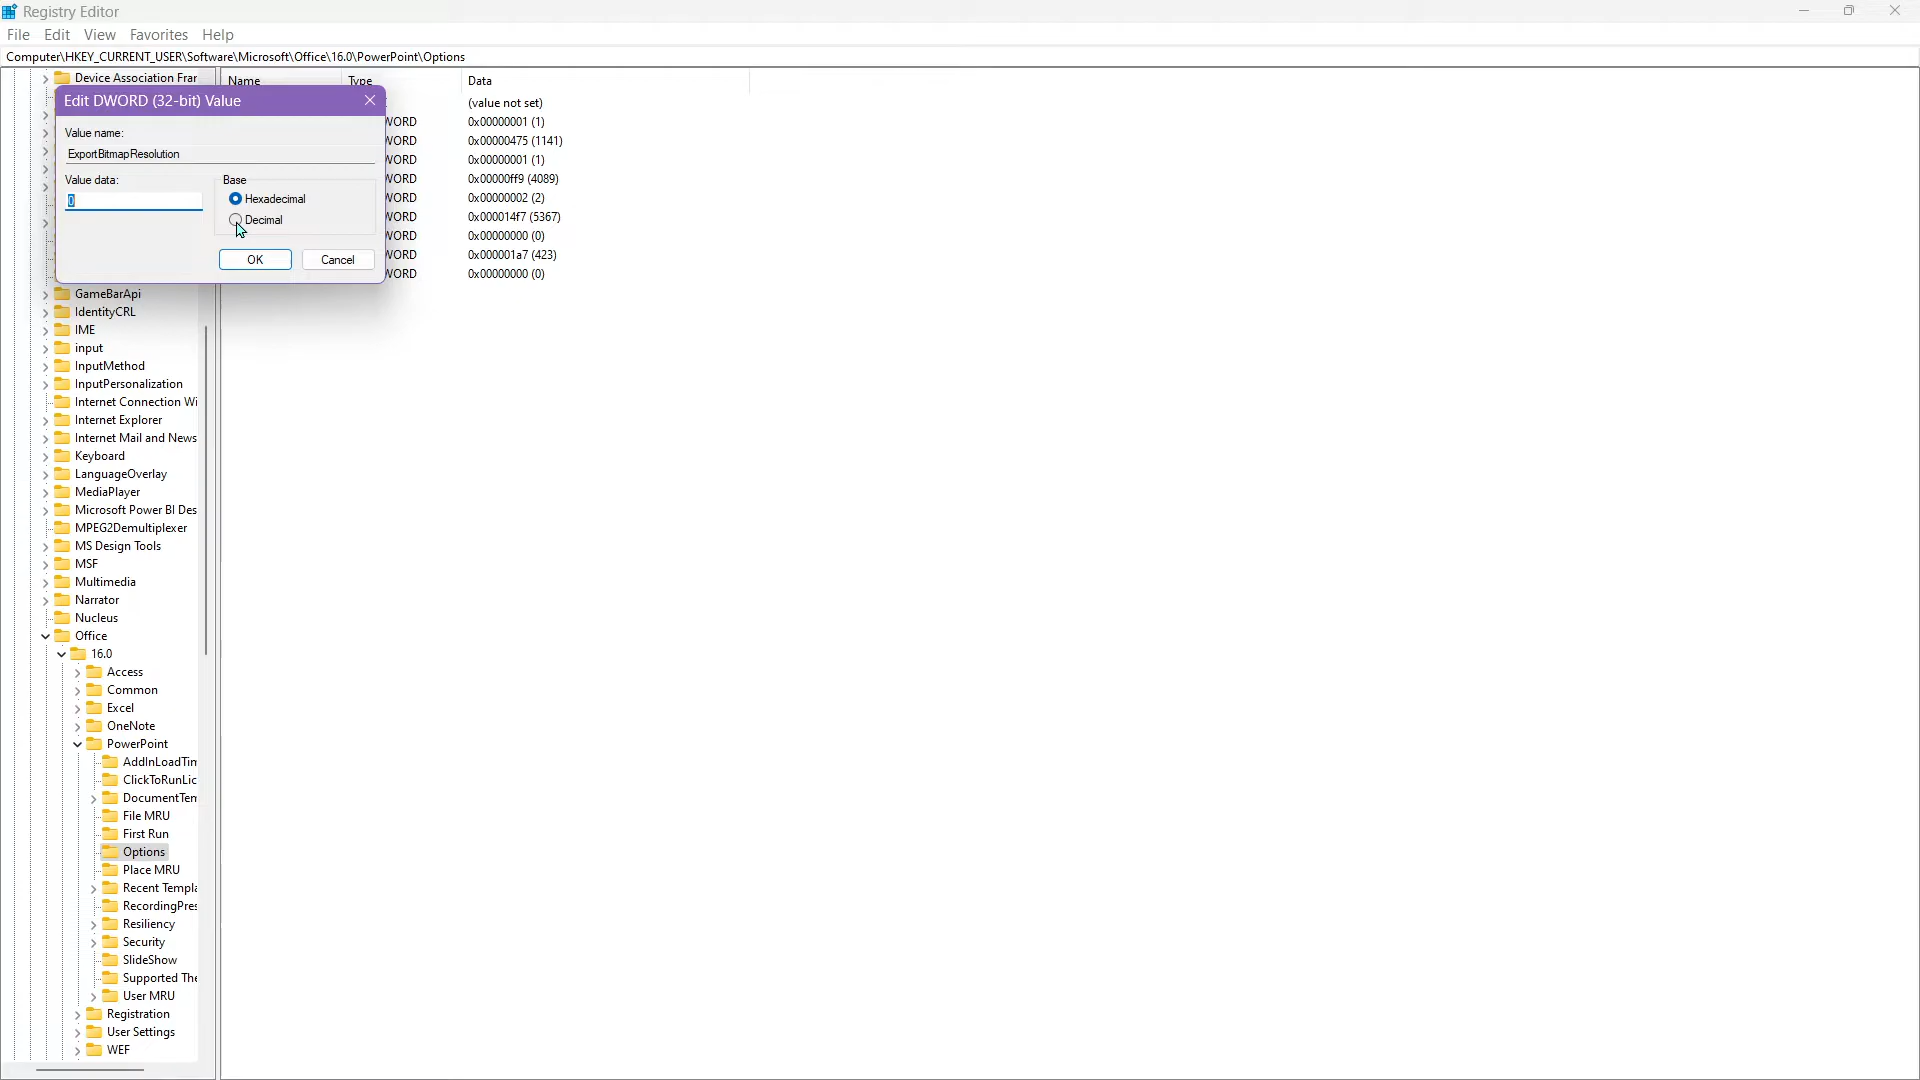 Registry Editor
File Edit View Favorites Help
Computer\HKEY_CURRENT_USER\Software\Microsoft\Office\16.0\PowerPoint\Options
Device Association Frar
Name Type Data
Edit DWORD (32-bit) Value
Value name:
ExportBitmapResolution
Value data:
0
Base
Hexadecimal
Decimal
OK Cancel
(value not set)
WORD 0x00000001 (1)
WORD 0x00000475 (1141)
WORD 0x00000001 (1)
WORD 0x00000ff9 (4089)
WORD 0x00000002 (2)
WORD 0x000014f7 (5367)
WORD 0x00000000 (0)
WORD 0x000001a7 (423)
WORD 0x00000000 (0)
GameBarApi
IdentityCRL
IME
input
InputMethod
InputPersonalization
Internet Connection Wi
Internet Explorer
Internet Mail and News
Keyboard
LanguageOverlay
MediaPlayer
Microsoft Power BI Des
MPEG2Demultiplexer
MS Design Tools
MSF
Multimedia
Narrator
Nucleus
Office
16.0
Access
Common
Excel
OneNote
PowerPoint
AddInLoadTin
ClickToRunLic
DocumentTem
File MRU
First Run
Options
Place MRU
Recent Templa
RecordingPres
Resiliency
Security
SlideShow
Supported The
User MRU
Registration
User Settings
WEF